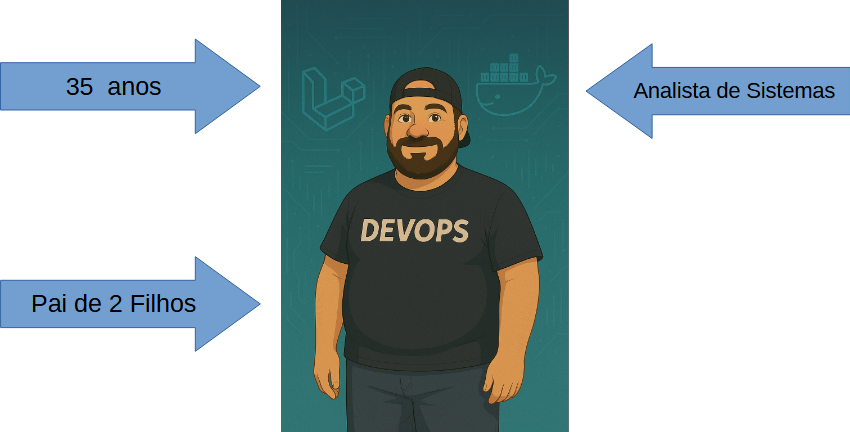 35 anos
Analista de Sistemas
DEVOPS
Pai de 2 Filhos